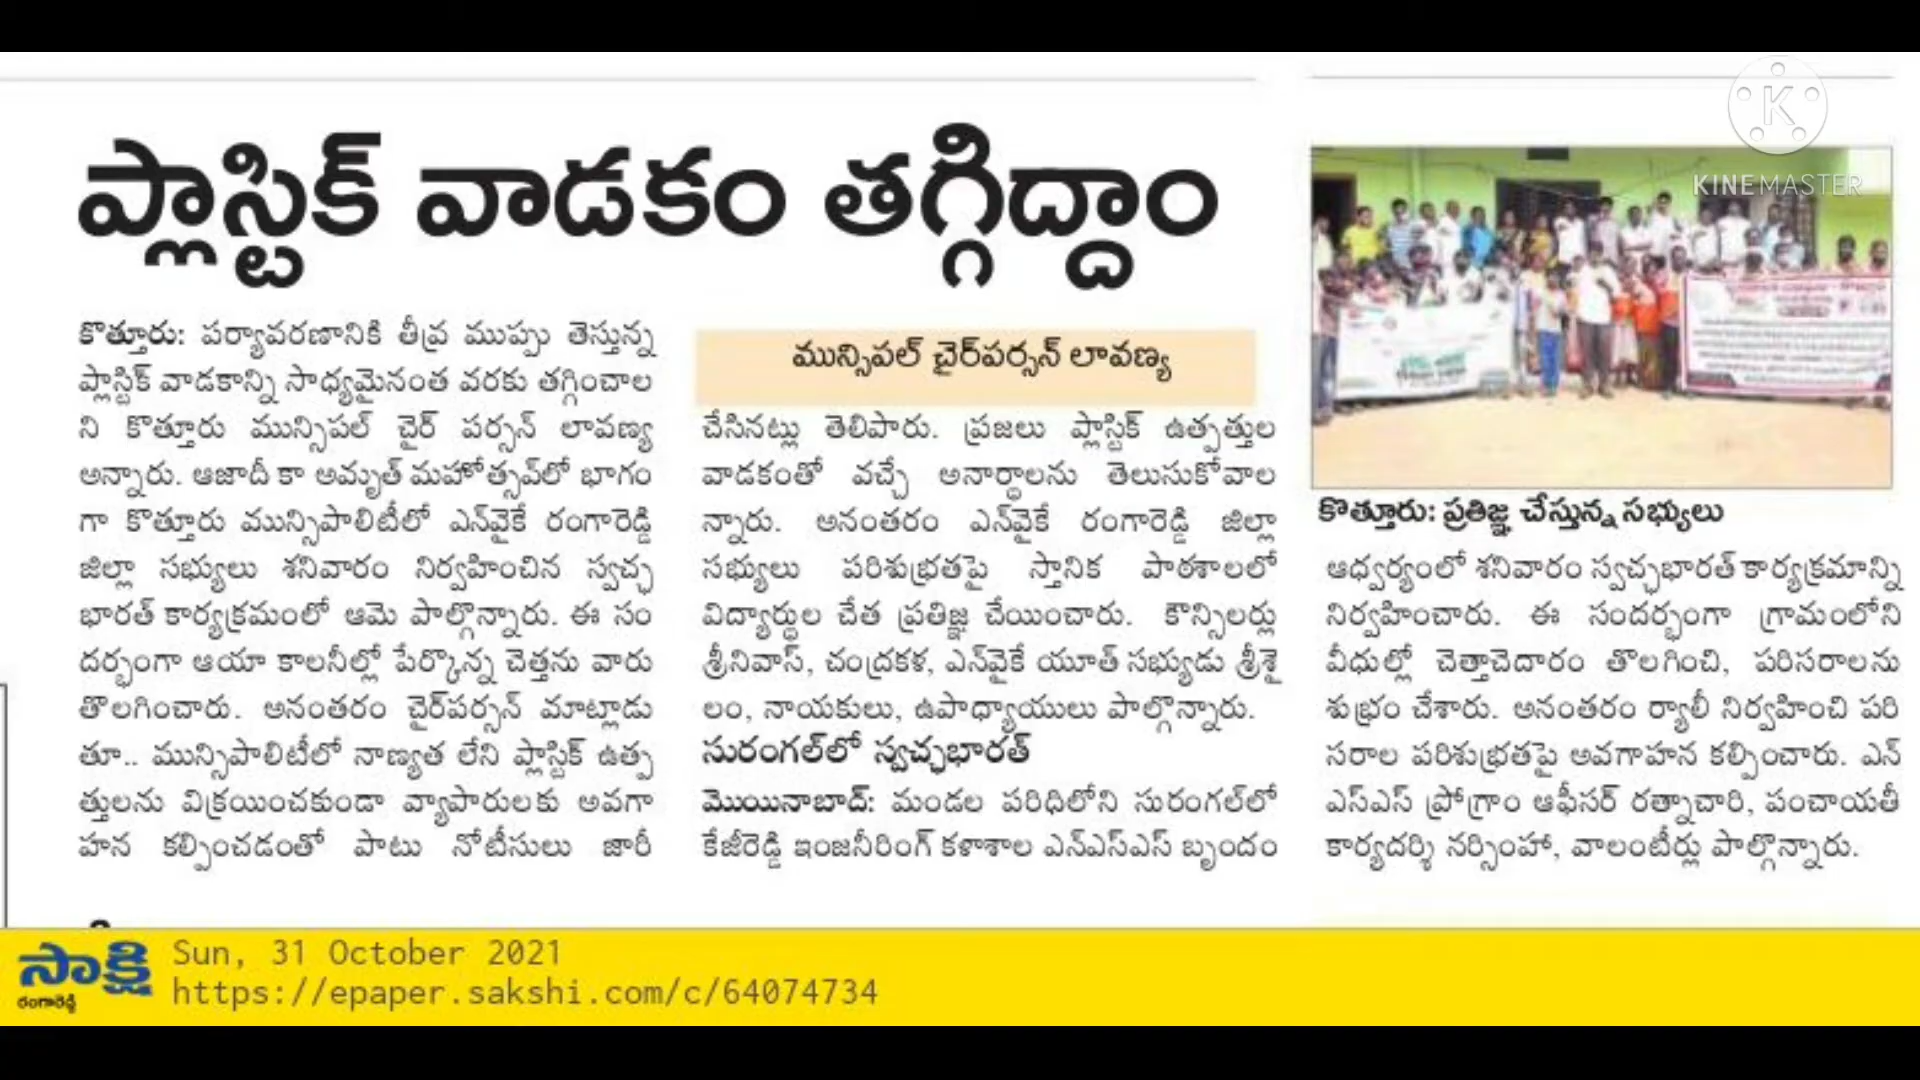 ప్లాస్టిక్ వాడకం తగ్గిద్దాం
కొత్తూరు: పర్యావరణానికి తీవ్ర ముప్పు తెస్తున్న
ప్లాస్టిక్ వాడకాన్ని సాధ్యమైనంత వరకు తగ్గించాల
ని కొత్తూరు మున్సిపల్ చైర్ పర్సన్ లావణ్య
అన్నారు. ఆజాదీ కా అమృత్ మహోత్సవ్‌లో భాగం
గా కొత్తూరు మున్సిపాలిటీలో ఎన్‌వైకే రంగారెడ్డి
జిల్లా సభ్యులు శనివారం నిర్వహించిన స్వచ్ఛ
భారత్ కార్యక్రమంలో ఆమె పాల్గొన్నారు. ఈ సం
దర్భంగా ఆయా కాలనీల్లో పేర్కొన్న చెత్తను వారు
తొలగించారు. అనంతరం చైర్‌పర్సన్ మాట్లాడు
తూ.. మున్సిపాలిటీలో నాణ్యత లేని ప్లాస్టిక్ ఉత్ప
త్తులను విక్రయించకుండా వ్యాపారులకు అవగా
హన కల్పించడంతో పాటు నోటీసులు జారీ
మున్సిపల్ చైర్‌పర్సన్ లావణ్య
చేసినట్లు తెలిపారు. ప్రజలు ప్లాస్టిక్ ఉత్పత్తుల
వాడకంతో వచ్చే అనార్థాలను తెలుసుకోవాల
న్నారు. అనంతరం ఎన్‌వైకే రంగారెడ్డి జిల్లా
సభ్యులు పరిశుభ్రతపై స్తానిక పాఠశాలలో
విద్యార్థుల చేత ప్రతిజ్ఞ చేయించారు. కౌన్సిలర్లు
శ్రీనివాస్, చంద్రకళ, ఎన్‌వైకే యూత్ సభ్యుడు శ్రీశై
లం, నాయకులు, ఉపాధ్యాయులు పాల్గొన్నారు.
సురంగల్‌లో స్వచ్ఛభారత్
మొయినాబాద్: మండల పరిధిలోని సురంగల్‌లో
కేజీరెడ్డి ఇంజనీరింగ్ కళాశాల ఎన్ఎస్ఎస్ బృందం
KINEMASTER
కొత్తూరు: ప్రతిజ్ఞ చేస్తున్న సభ్యులు
ఆధ్వర్యంలో శనివారం స్వచ్ఛభారత్ కార్యక్రమాన్ని
నిర్వహించారు. ఈ సందర్భంగా గ్రామంలోని
వీధుల్లో చెత్తాచెదారం తొలగించి, పరిసరాలను
శుభ్రం చేశారు. అనంతరం ర్యాలీ నిర్వహించి పరి
సరాల పరిశుభ్రతపై అవగాహన కల్పించారు. ఎన్
ఎస్ఎస్ ప్రోగ్రాం ఆఫీసర్ రత్నాచారి, పంచాయతీ
కార్యదర్శి నర్సింహా, వాలంటీర్లు పాల్గొన్నారు.
సాక్షి
రంగారెడ్డి
Sun, 31 October 2021
https://epaper.sakshi.com/c/64074734